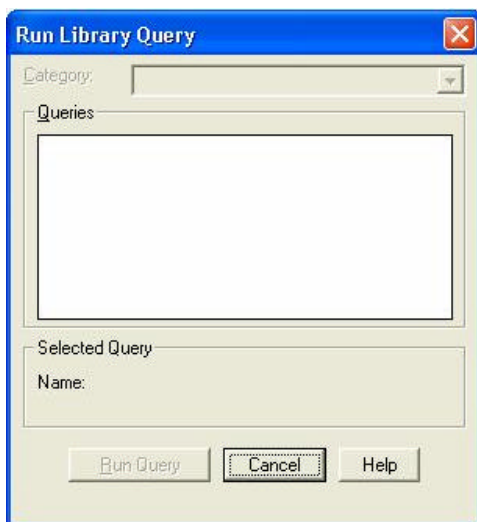 Run Library Query
Category:
Queries
Selected Query
Name:
Run Query Cancel Help